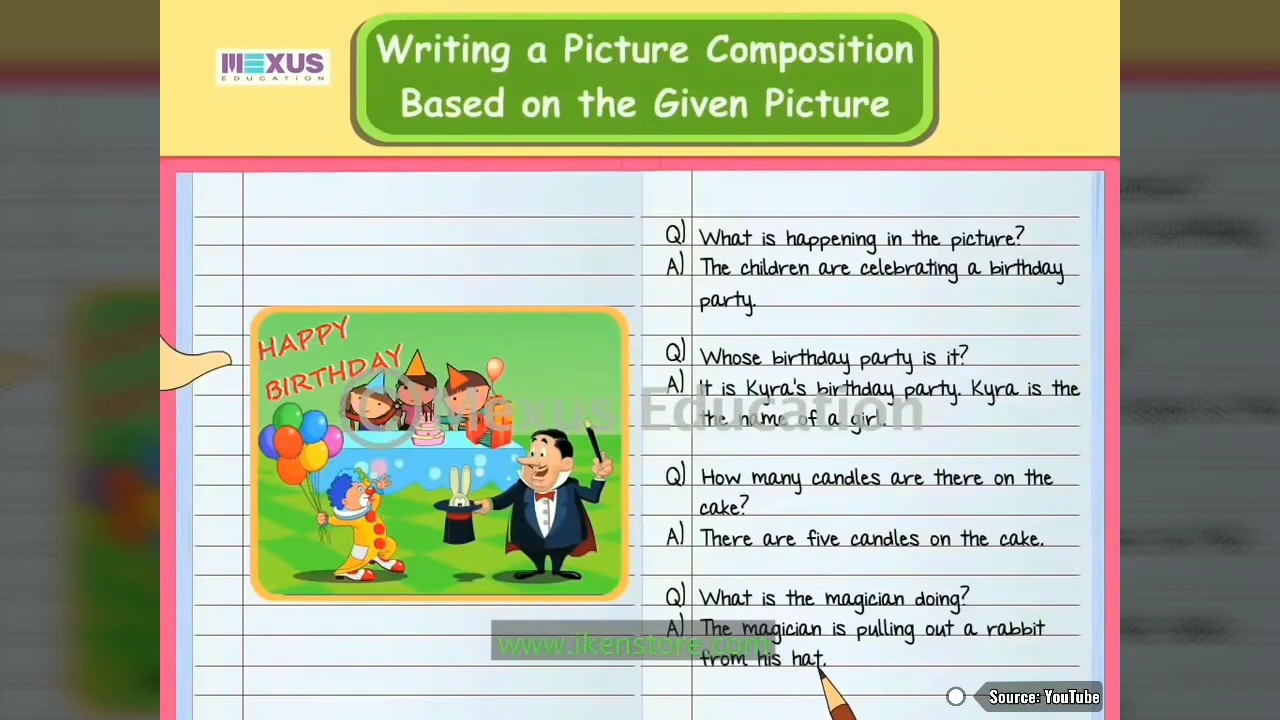 MEXUS
EDUCATION
Writing a Picture Composition
Based on the Given Picture
HAPPY
BIRTHDAY
Q) What is happening in the picture?
A) The children are celebrating a birthday
party.
Q) Whose birthday party is it?
A) It is Kyra's birthday party. Kyra is the
the name of a girl.
Q) How many candles are there on the
cake?
A) There are five candles on the cake.
Q) What is the magician doing?
A) The magician is pulling out a rabbit
from his hat.
© Mexus Education
www.ikenstore.com
Source: YouTube